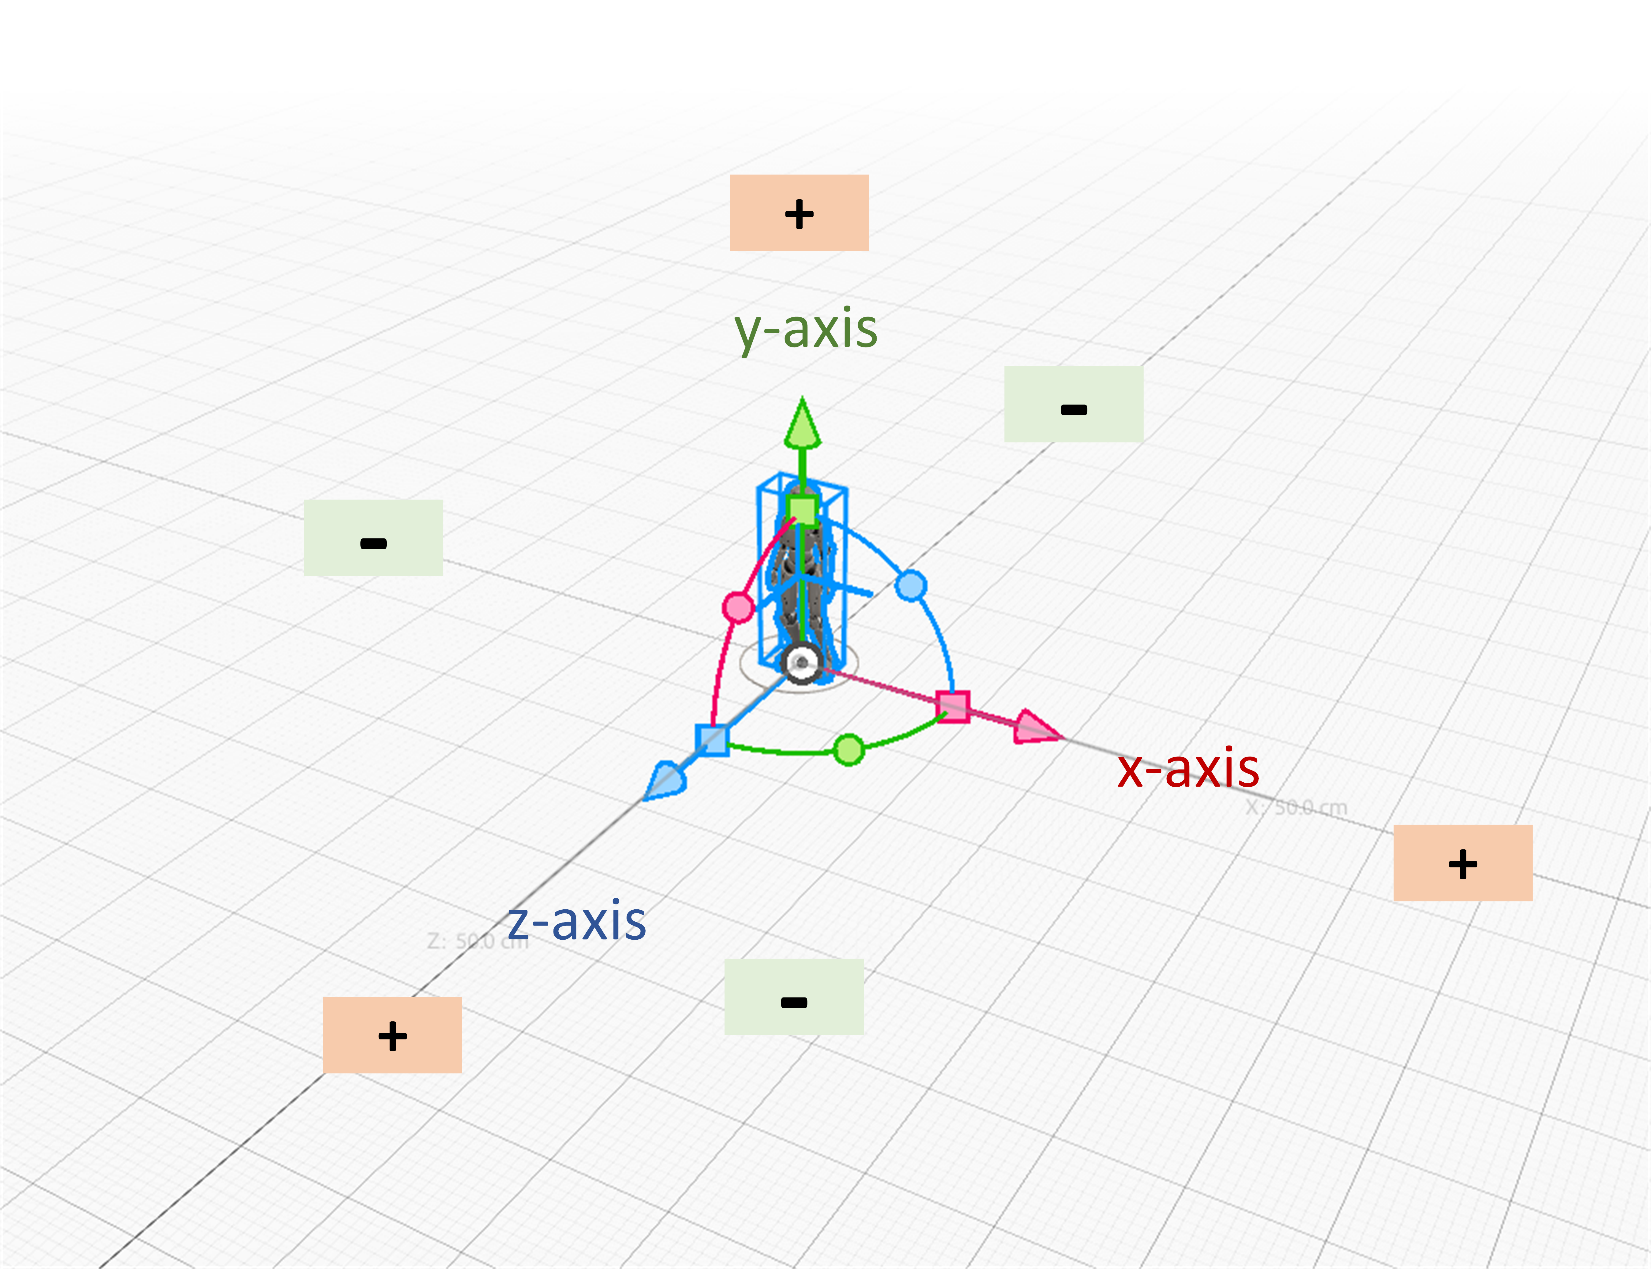 +
y-axis
-
-
x-axis
X: 50.0 cm
+
z-axis
Z: 50.0 cm
-
+